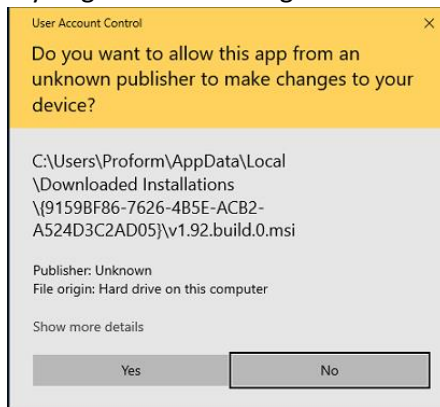 User Account Control
Do you want to allow this app from an
unknown publisher to make changes to your
device?
C:\Users\Proform\AppData\Local
\Downloaded Installations
\{9159BF86-7626-4B5E-ACB2-
A524D3C2AD05}\v1.92.build.0.msi
Publisher: Unknown
File origin: Hard drive on this computer
Show more details
Yes No